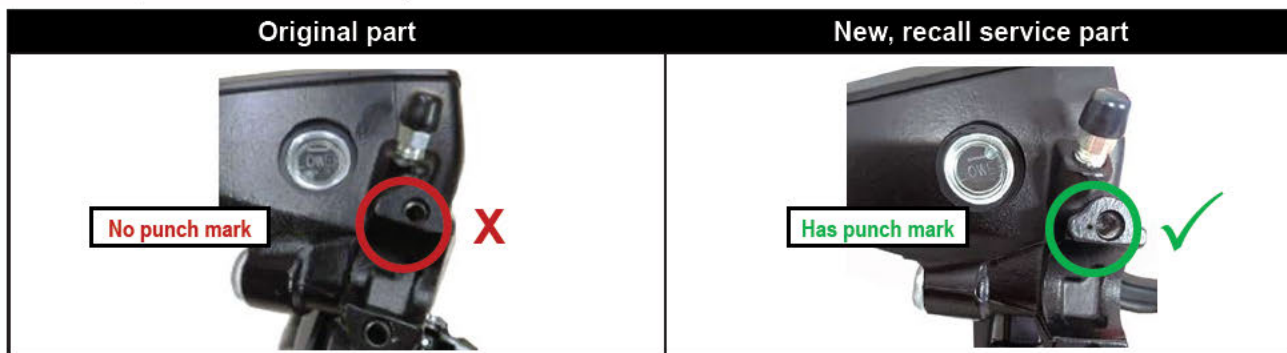 Original part
New, recall service part
No punch mark
X
Has punch mark